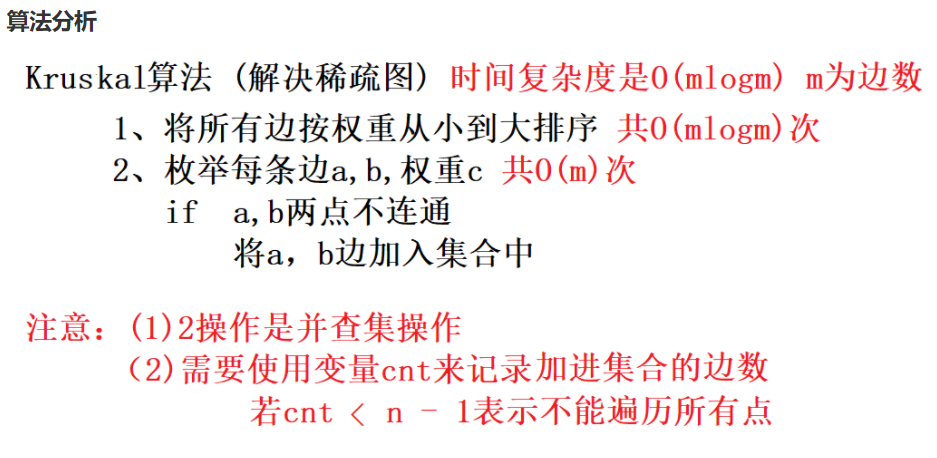 算法分析
Kruskal算法 (解决稀疏图) 时间复杂度是O(mlogm) m为边数
1、将所有边按权重从小到大排序 共O(mlogm)次
2、枚举每条边a,b,权重c 共O(m)次
if a,b两点不连通
将a，b边加入集合中
注意：(1)2操作是并查集操作
(2)需要使用变量cnt来记录加进集合的边数
若cnt < n - 1表示不能遍历所有点